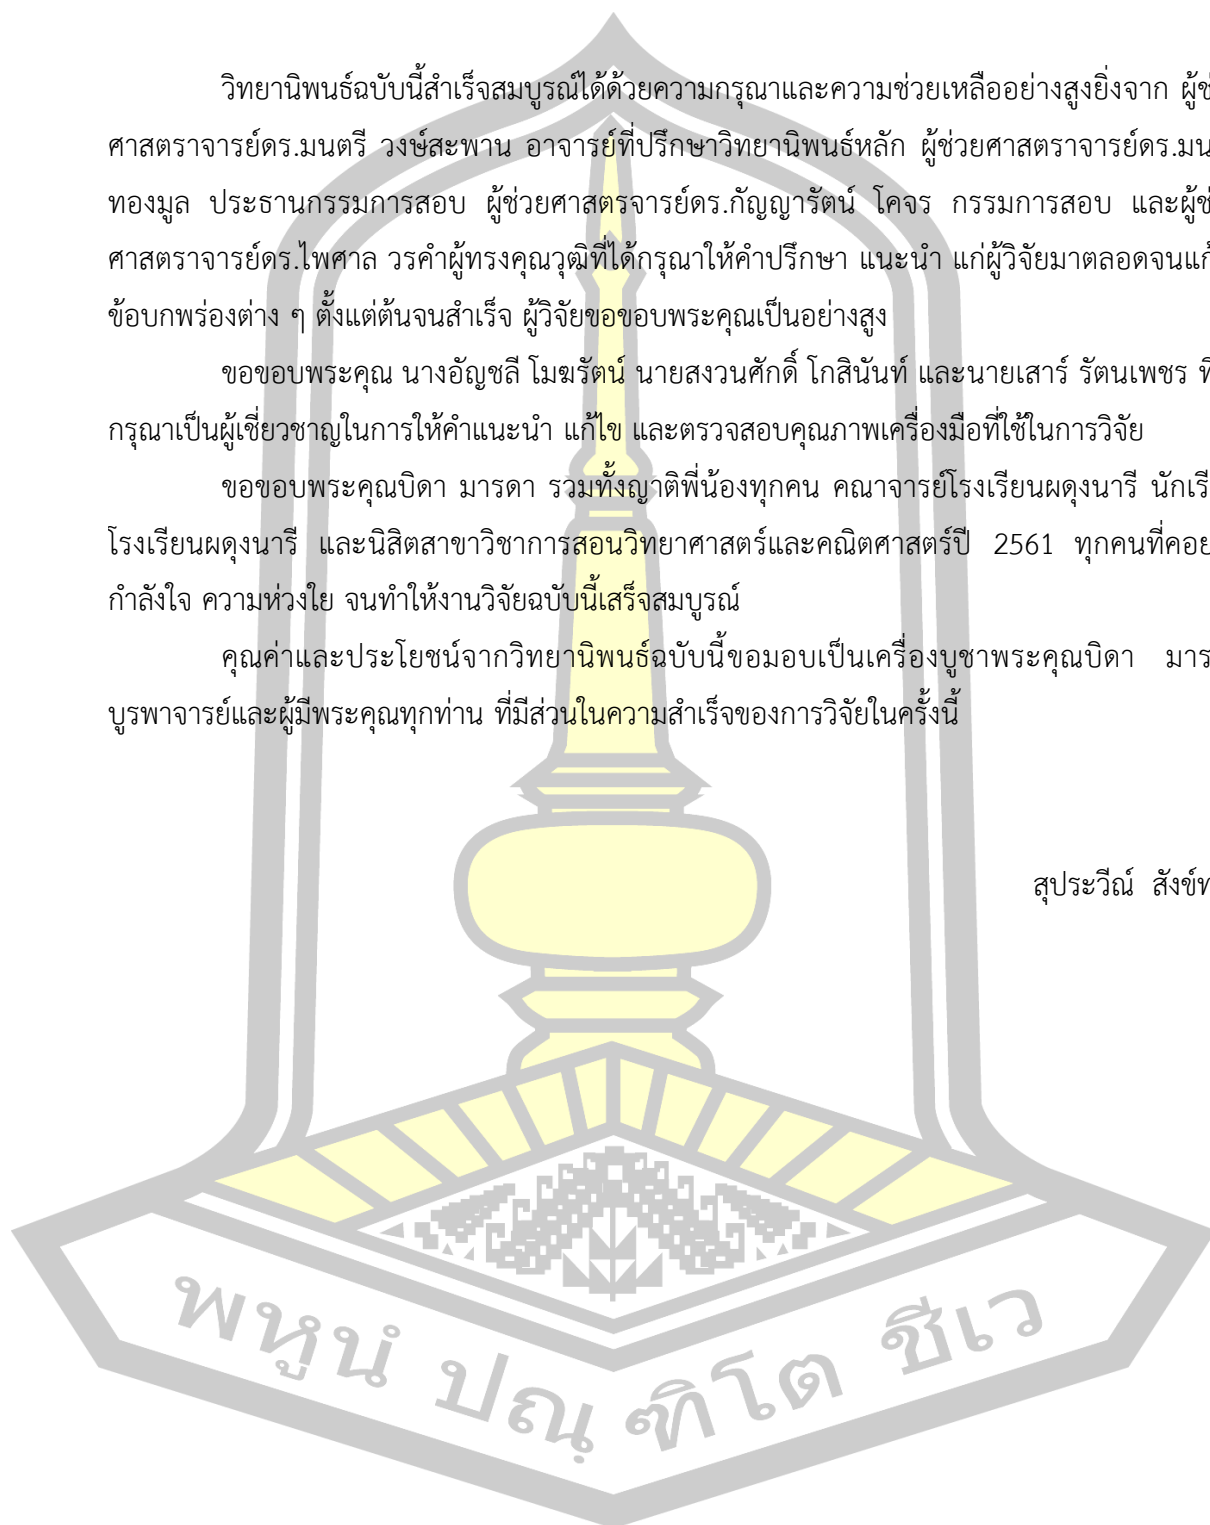 วิทยานิพนธ์ฉบับนี้สำเร็จสมบูรณ์ได้ด้วยความกรุณาและความช่วยเหลืออย่างสูงยิ่งจาก
ศาสตราจารย์ดร.มนตรี วงษ์สะพาน อาจารย์ที่ปรึกษาวิทยานิพนธ์หลัก ผู้ช่วยศาสตราจารย์ดร.มน
ทองมูล ประธานกรรมการสอบ ผู้ช่วยศาสตรจารย์ดร.กัญญารัตน์ โคจร กรรมการสอบ และผู้ช่
ศาสตราจารย์ดร.ไพศาล วรคำผู้ทรงคุณวุฒิที่ได้กรุณาให้คำปรึกษา แนะนำ แก่ผู้วิจัยมาตลอดจนแก้
ข้อบกพร่องต่าง ๆ ตั้งแต่ต้นจนสำเร็จ ผู้วิจัยขอขอบพระคุณเป็นอย่างสูง
ขอขอบพระคุณ นางอัญชลี โมฆรัตน์ นายสงวนศักดิ์ โกสินันท์ และนายเสาร์ รัตนเพชร
กรุณาเป็นผู้เชี่ยวชาญในการให้คำแนะนำ แก้ไข และตรวจสอบคุณภาพเครื่องมือที่ใช้ในการวิจัย
ขอขอบพระคุณบิดา มารดา รวมทั้งญาติพี่น้องทุกคน คณาจารย์โรงเรียนผดุงนารี นักเรี
โรงเรียนผดุงนารี และนิสิตสาขาวิชาการสอนวิทยาศาสตร์และคณิตศาสตร์ปี 2561 ทุกคนที่คอย
กำลังใจ ความห่วงใย จนทำให้งานวิจัยฉบับนี้เสร็จสมบูรณ์
คุณค่าและประโยชน์จากวิทยานิพนธ์ฉบับนี้ขอมอบเป็นเครื่องบูชาพระคุณบิดา มาร
บูรพาจารย์และผู้มีพระคุณทุกท่าน ที่มีส่วนในความสำเร็จของการวิจัยในครั้งนี้
สุประวีณ์ สังข์ท
พหูนํ ปณฺฑิโต ชีเว